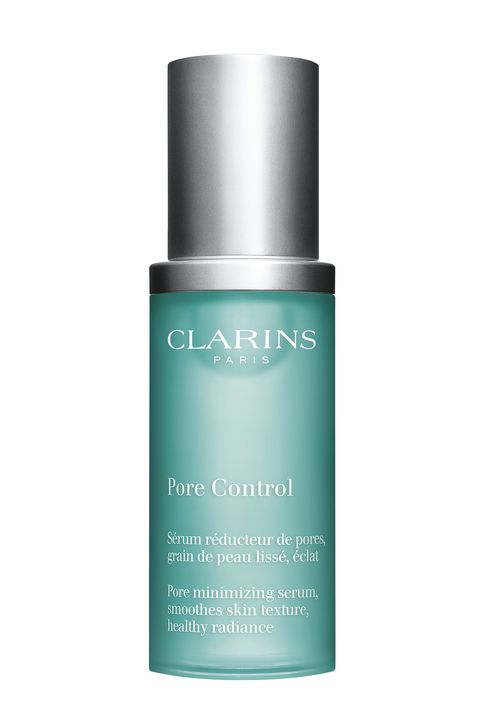 CLARINS
PARIS
Pore Control
Sérum réducteur de pores,
grain de peau lissé, éclat
Pore minimizing serum,
smoothes skin texture,
healthy radiance